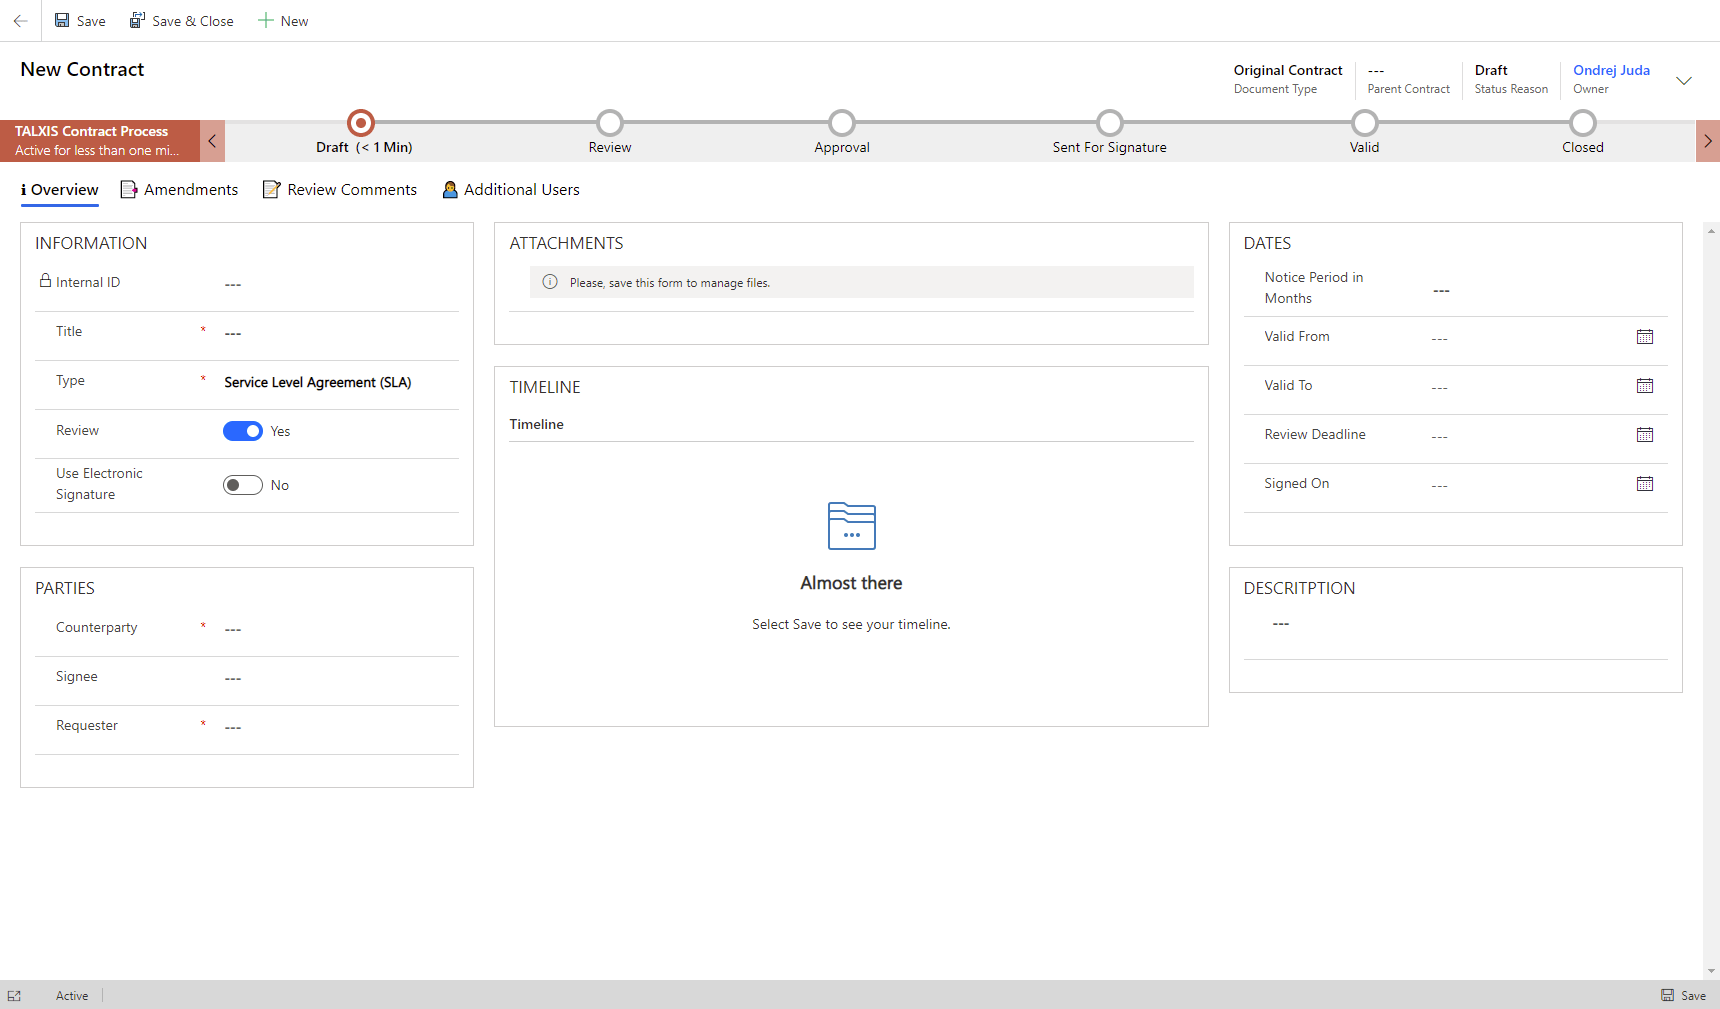 Save
Save & Close
New
New Contract
Original Contract
Document Type
---
Parent Contract
Draft
Status Reason
Ondrej Juda
Owner
TALXIS Contract Process
Active for less than one mi...
Draft (< 1 Min)
Review
Approval
Sent For Signature
Valid
Closed
Overview
Amendments
Review Comments
Additional Users
INFORMATION
Internal ID ---
Title * ---
Type * Service Level Agreement (SLA)
Review Yes
Use Electronic
Signature No
PARTIES
Counterparty * ---
Signee ---
Requester * ---
ATTACHMENTS
Please, save this form to manage files.
TIMELINE
Timeline
Almost there
Select Save to see your timeline.
DATES
Notice Period in
Months ---
Valid From ---
Valid To ---
Review Deadline ---
Signed On ---
DESCRITPTION
---
Active
Save